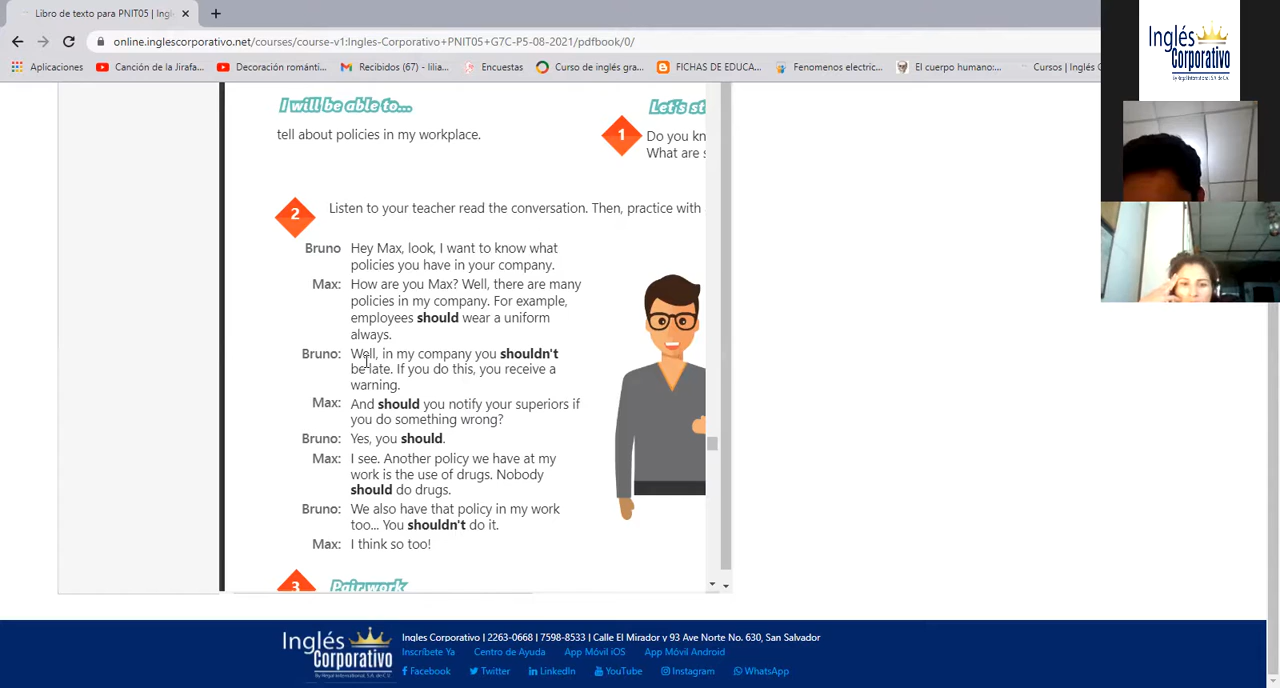 Libro de texto para PNIT05 | Ingl
online.inglescorporativo.net/courses/course-v1:Ingles-Corporativo+PNIT05+G7C-P5-08-2021/pdfbook/0/
Aplicaciones
Canción de la Jirafa...
Decoración románti...
Recibidos (67) - lilia...
Encuestas
Curso de inglés gra...
FICHAS DE EDUCA...
Fenomenos electric...
El cuerpo humano:...
Cursos | Inglés C
Inglés
Corporativo
I will be able to...
tell about policies in my workplace.
Let's st
1
Do you kn
What are s
2
Listen to your teacher read the conversation. Then, practice with
Bruno Hey Max, look, I want to know what
policies you have in your company.
Max: How are you Max? Well, there are many
policies in my company. For example,
employees should wear a uniform
always.
Bruno: Well, in my company you shouldn't
be late. If you do this, you receive a
warning.
Max: And should you notify your superiors if
you do something wrong?
Bruno: Yes, you should.
Max: I see. Another policy we have at my
work is the use of drugs. Nobody
should do drugs.
Bruno: We also have that policy in my work
too... You shouldn't do it.
Max: I think so too!
3
Pair work
Inglés
Corporativo
Ingles Corporativo | 2263-0668 | 7598-8533 | Calle El Mirador y 93 Ave Norte No. 630, San Salvador
Inscríbete Ya Centro de Ayuda App Móvil iOS App Móvil Android
Facebook Twitter LinkedIn YouTube Instagram WhatsApp